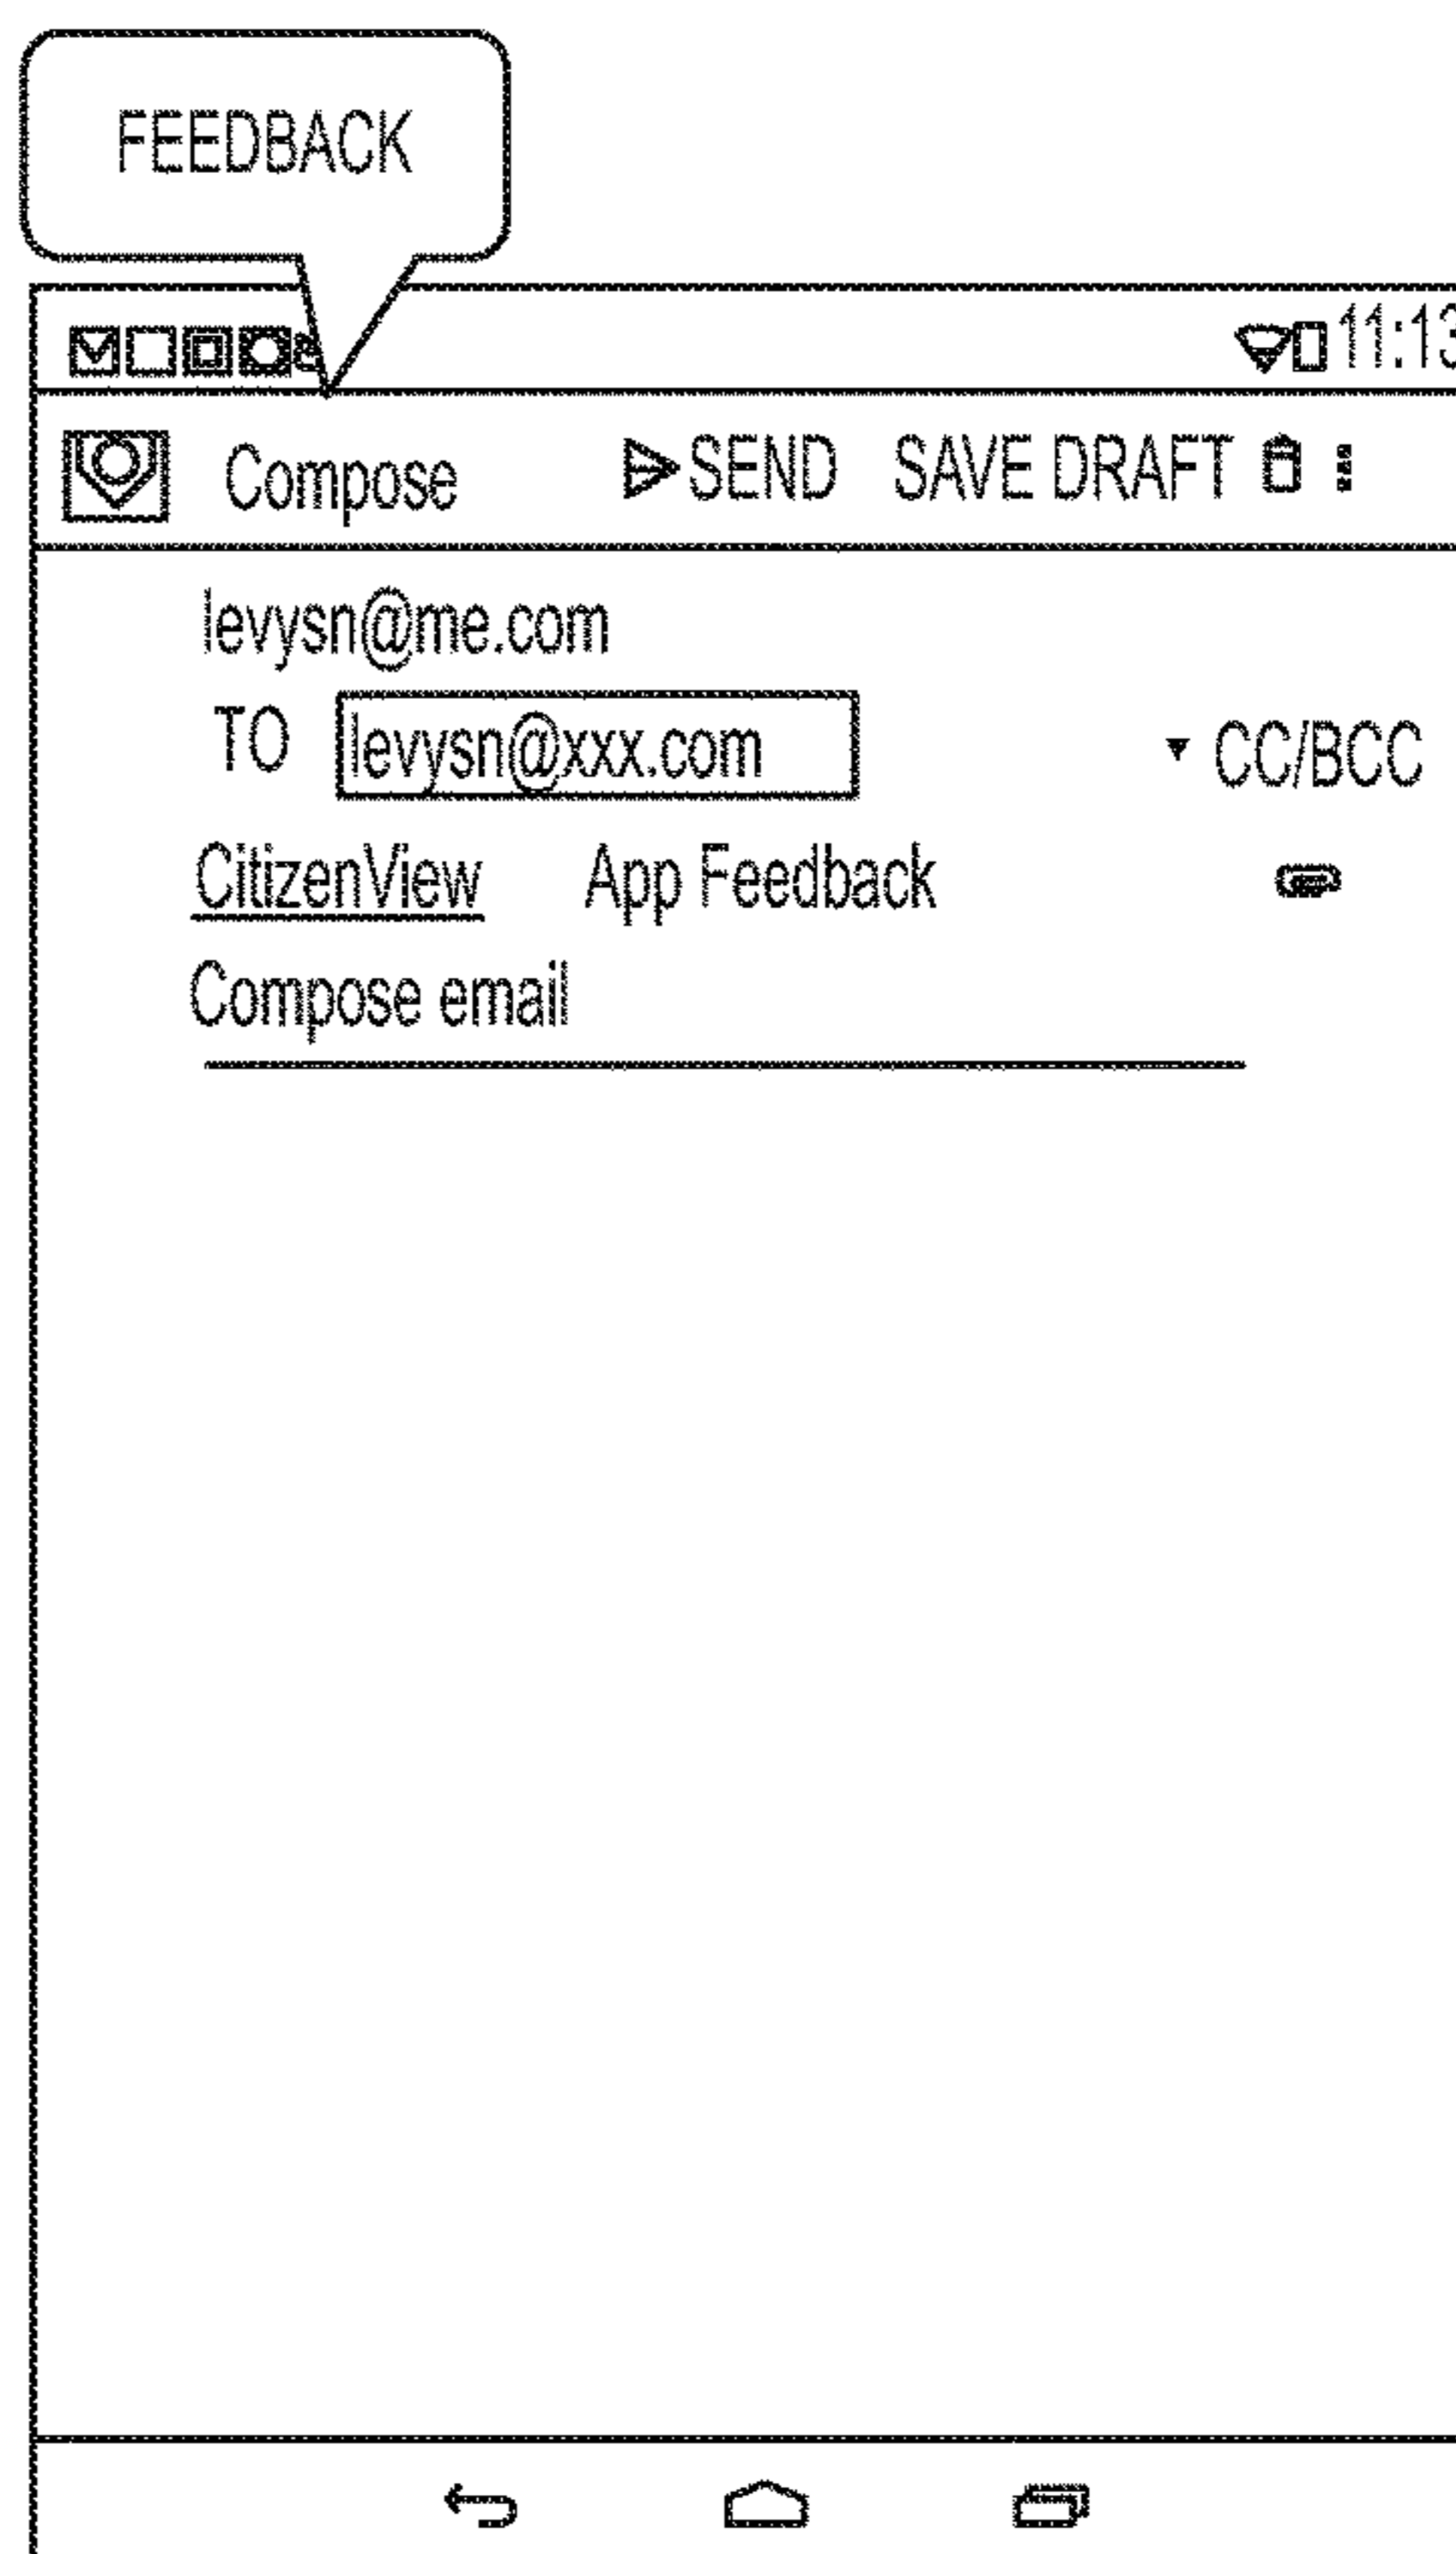 FEEDBACK
11:13
Compose SEND SAVE DRAFT
levysn@me.com
TO levysn@xxx.com CC/BCC
CitizenView App Feedback
Compose email